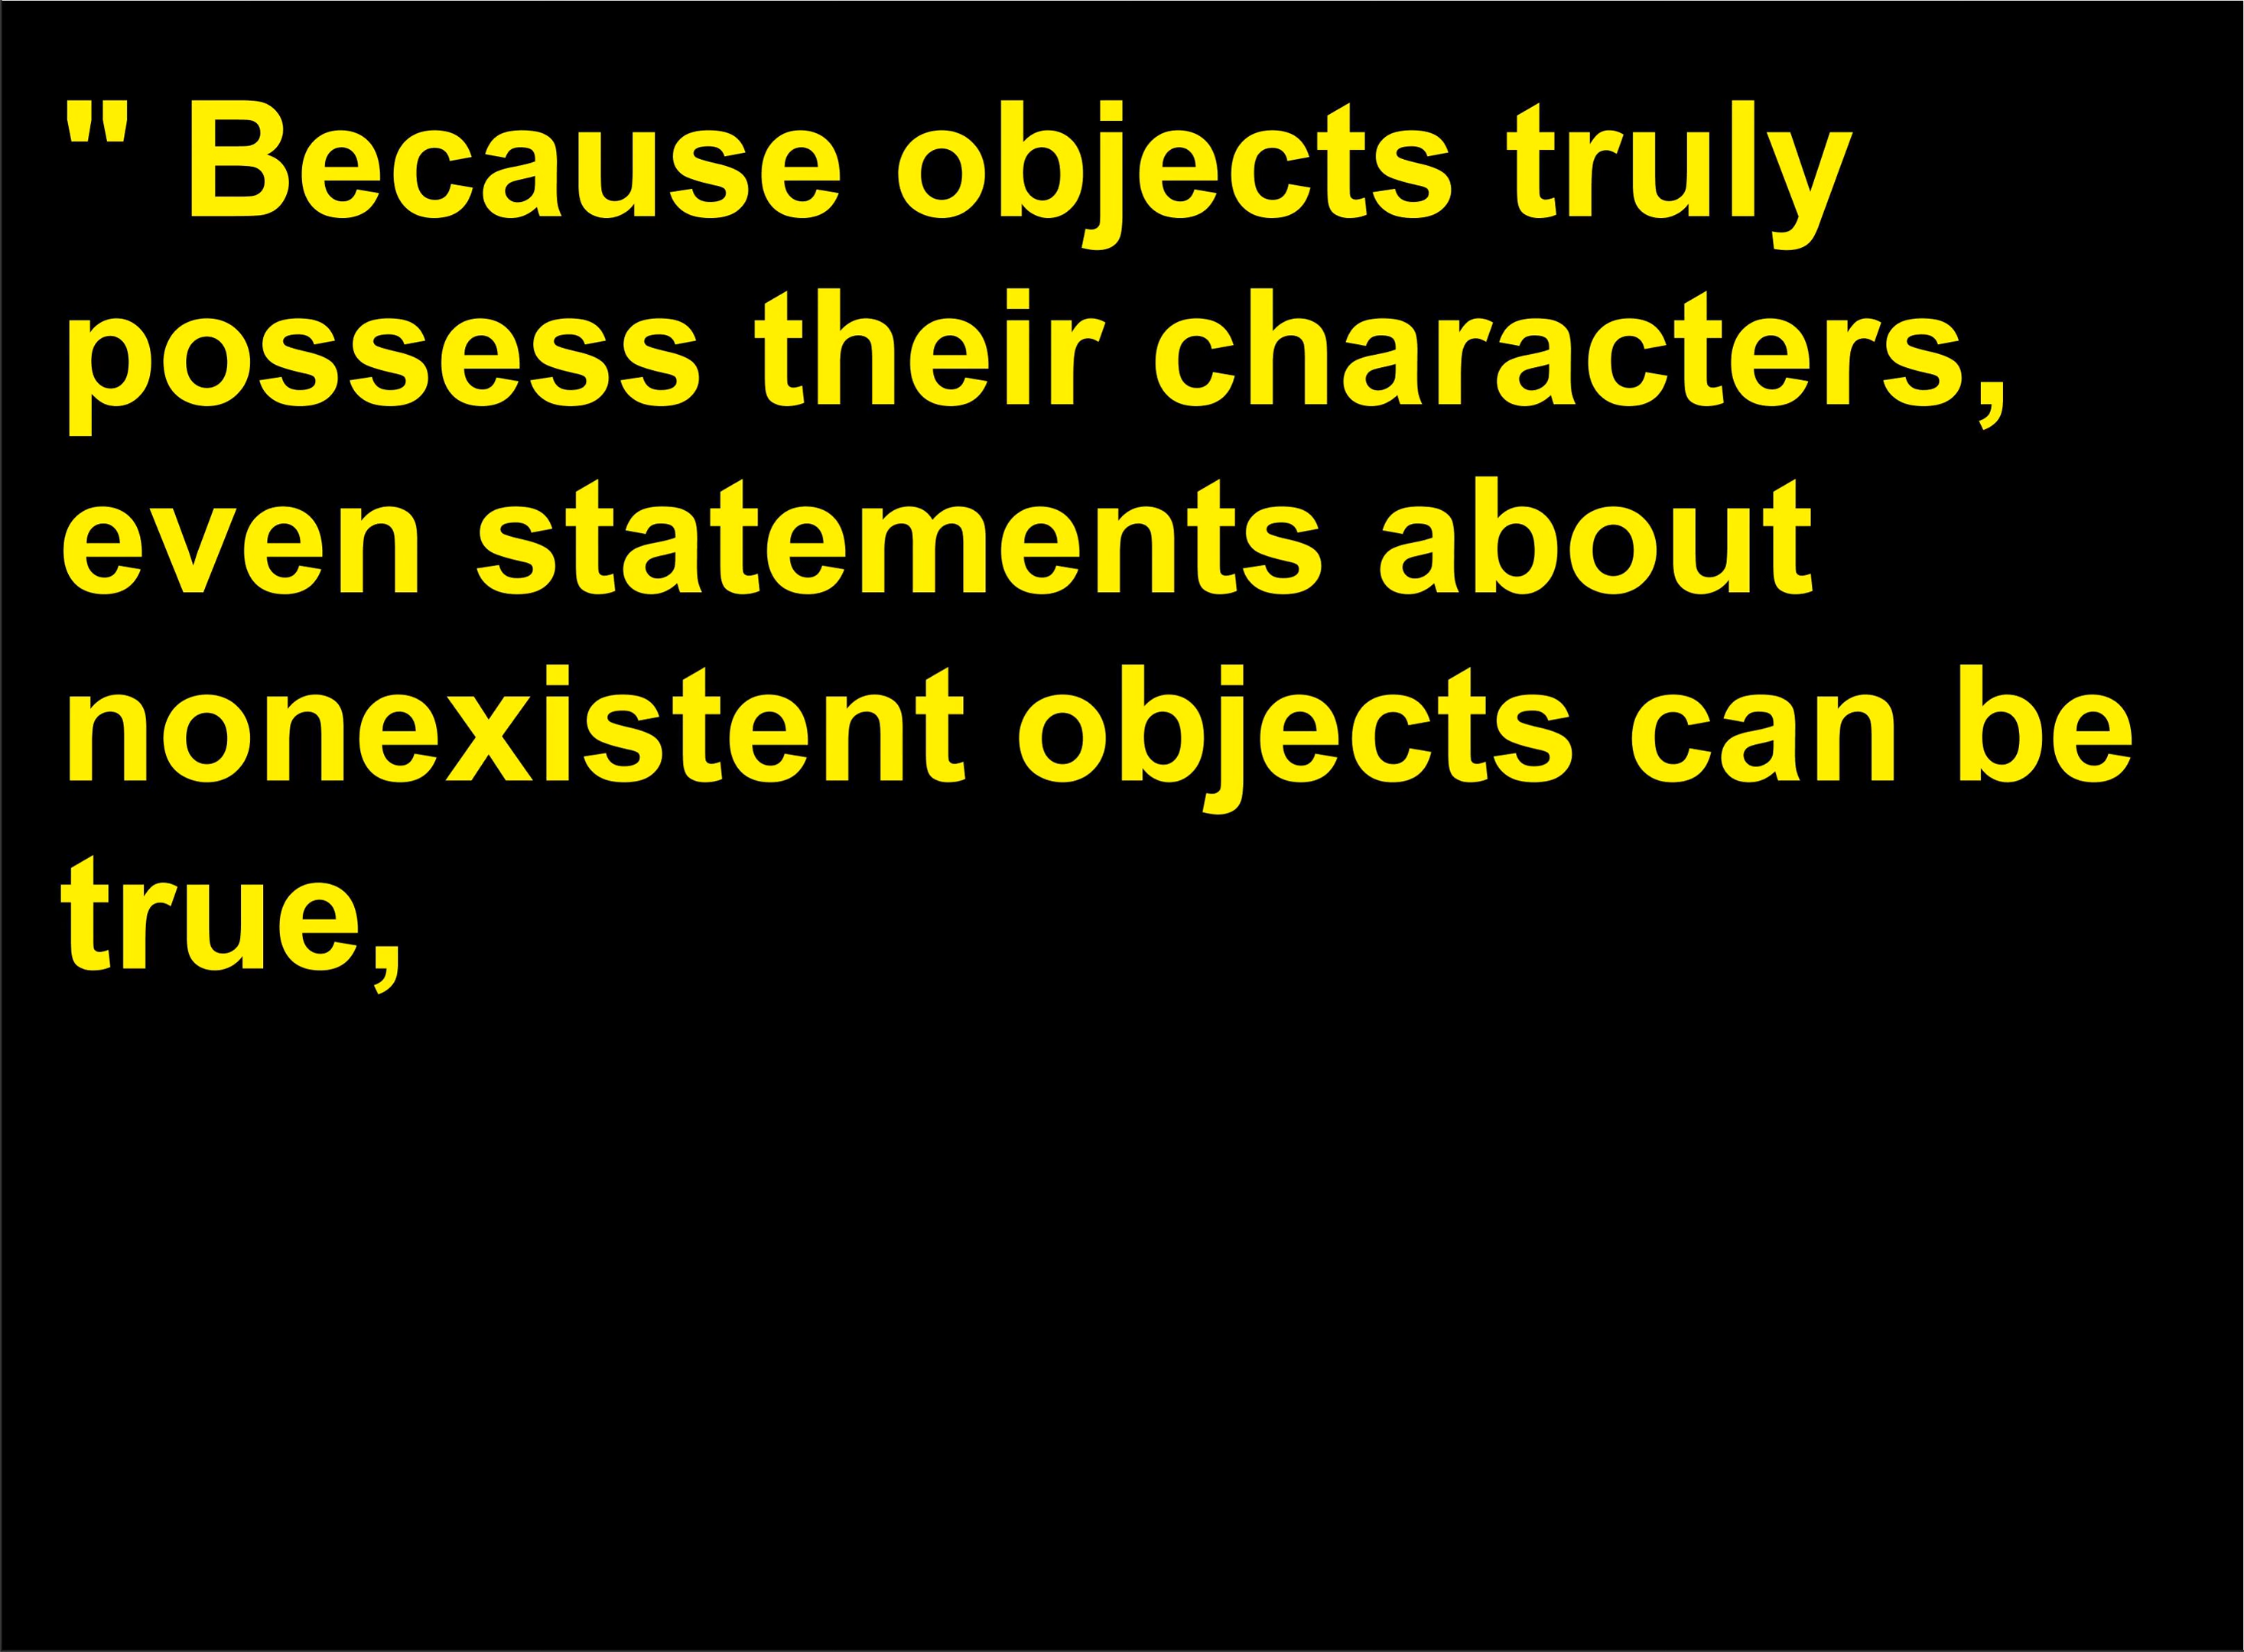 " Because objects truly
possess their characters,
even statements about
nonexistent objects can be
true,